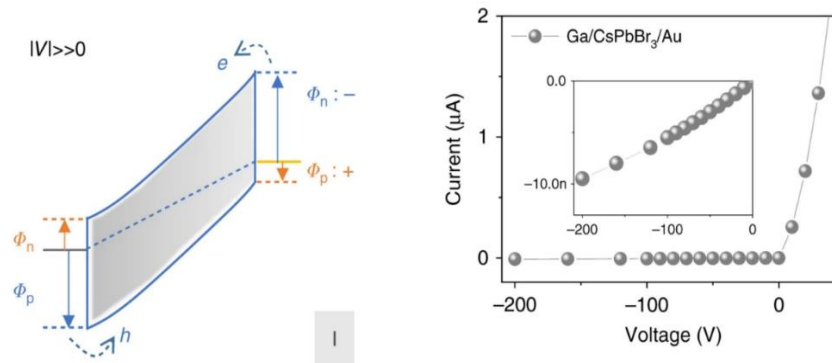 |V|>>0
e
Φn : −
Φp : +
Φn
Φp
h
I
2
Ga/CsPbBr3/Au
0.0
−10.0n
−200
−100
0
1
0
Current (μA)
−200
−100
0
Voltage (V)